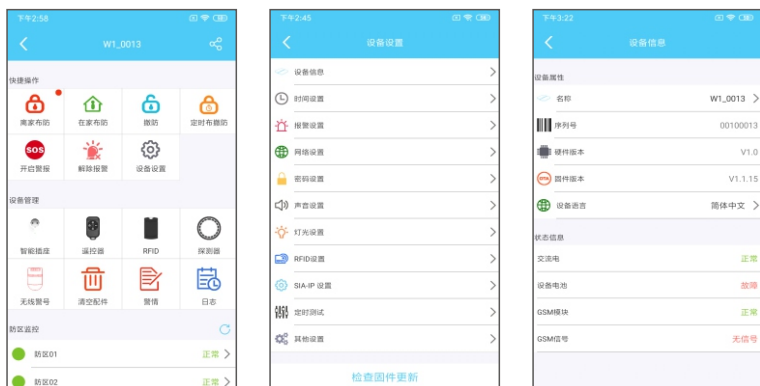 下午2:58
W1_0013
快捷操作
离家布防
在家布防
撤防
定时布撤防
SOS
开启警报
解除报警
设备设置
设备管理
智能插座
遥控器
RFID
探测器
无线警号
清空配件
警情
日志
防区监控
防区01
正常
防区02
正常
下午2:45
设备设置
设备信息
时间设置
报警设置
网络设置
密码设置
声音设置
灯光设置
RFID设置
SIA-IP 设置
定时测试
其他设置
检查固件更新
下午3:22
设备信息
设备属性
名称
W1_0013
序列号
00100013
硬件版本
V1.0
固件版本
V1.1.15
设备语言
简体中文
状态信息
交流电
正常
设备电池
故障
GSM模块
正常
GSM信号
无信号